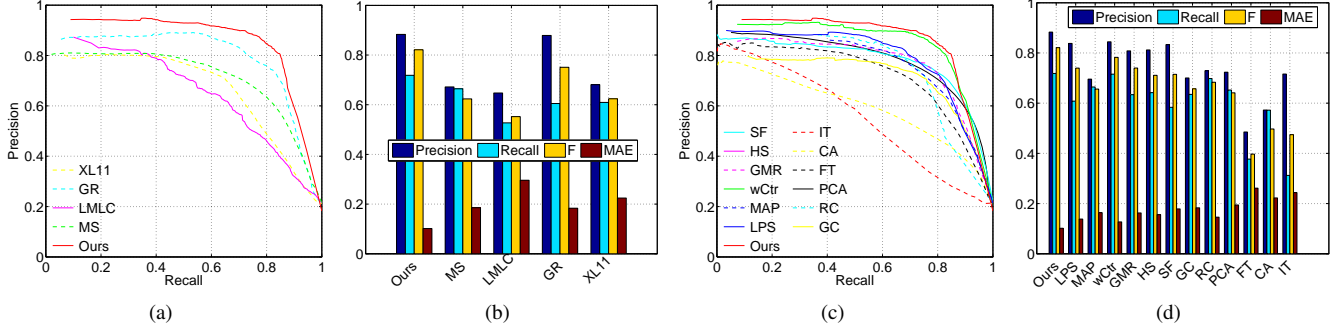 Precision
1
0.8
0.6
0.4
0.2
0
0 0.2 0.4 0.6 0.8 1
Recall
XL11
GR
LMLC
MS
Ours
(a)
1
0.8
0.6
0.4
0.2
0
Precision Recall F MAE
Ours MS LMLC GR XL11
(b)
Precision
1
0.8
0.6
0.4
0.2
0
0 0.2 0.4 0.6 0.8 1
Recall
SF IT
HS CA
GMR FT
wCtr PCA
MAP RC
LPS GC
Ours
(c)
1
0.8
0.6
0.4
0.2
0
Precision Recall F MAE
Ours LPS MAP wCtr GMR HS SF GC RC PCA FT CA IT
(d)